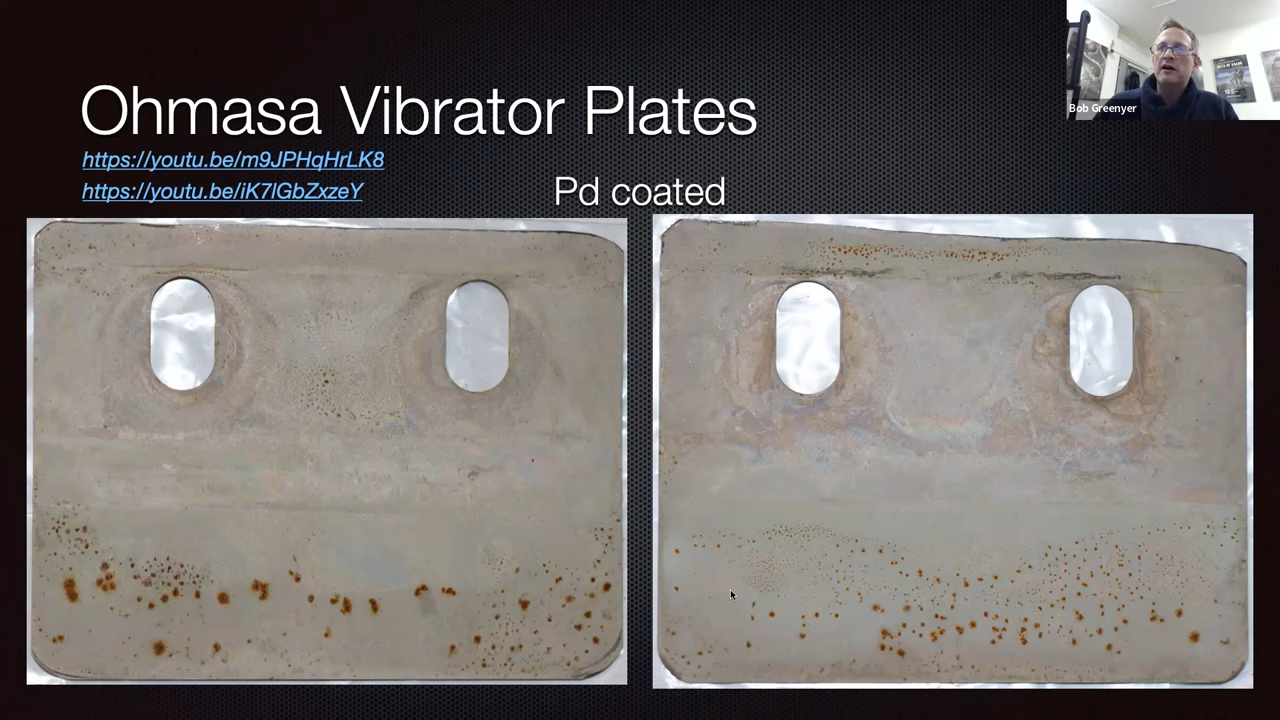 Ohmasa Vibrator Plates
https://youtu.be/m9JPHqHrLK8
https://youtu.be/iK7lGbZxzeY
Pd coated
Bob Greenyer